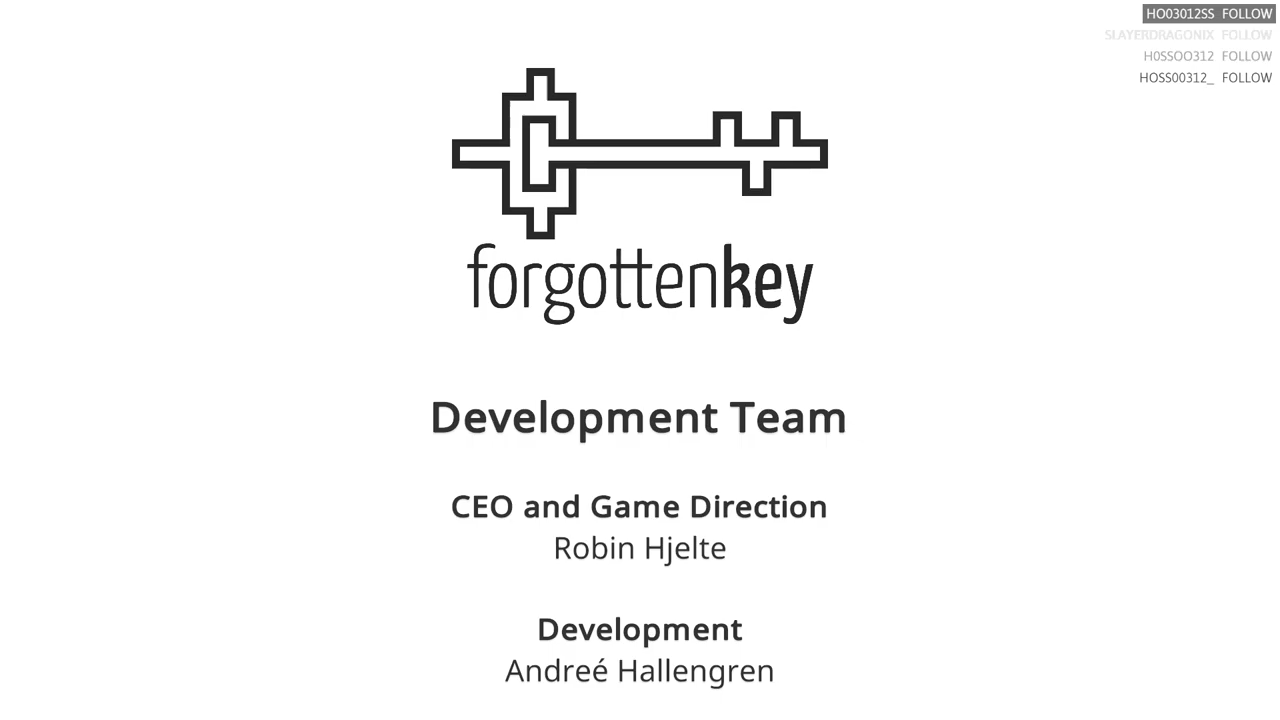 HO03012SS FOLLOW
SLAYERDRAGONIX FOLLOW
H0SSOO312 FOLLOW
HOSS00312_ FOLLOW
forgottenkey
Development Team
CEO and Game Direction
Robin Hjelte
Development
Andreé Hallengren